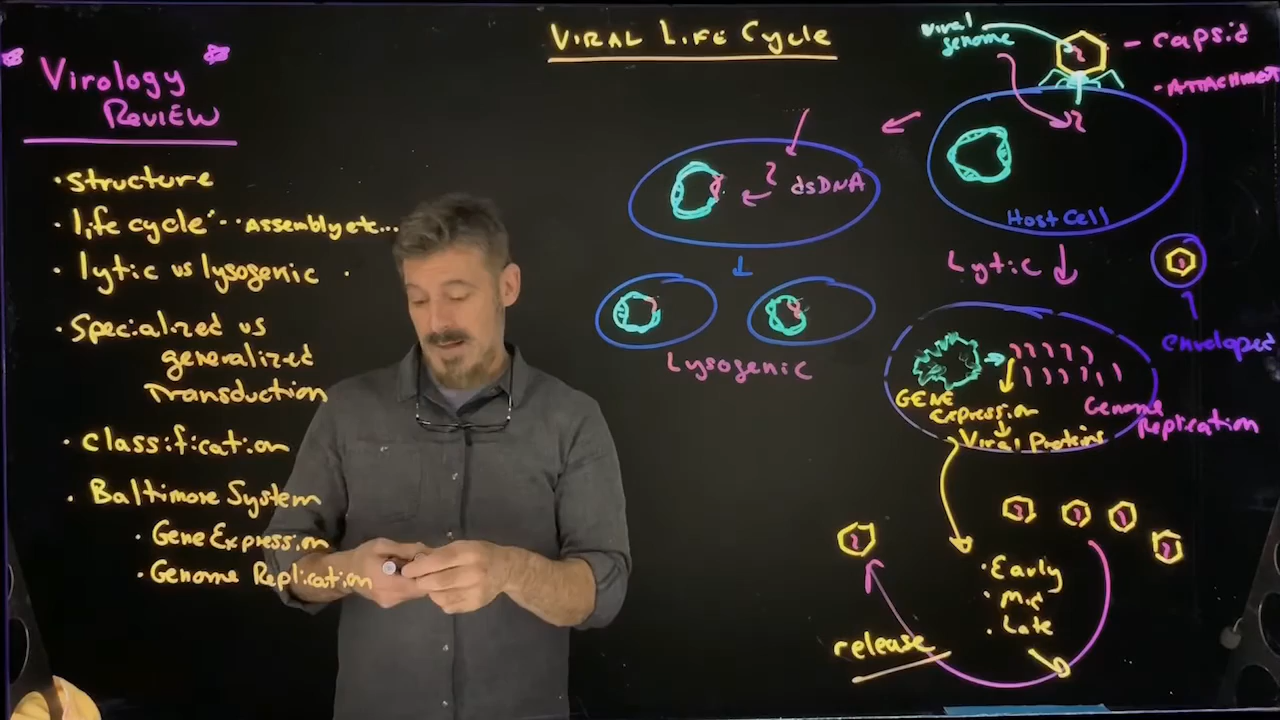 Virology
Review
• Structure
• life cycle - - assembly etc...
• lytic vs lysogenic •
• Specialized vs
generalized
Transduction
• Classification
• Baltimore System
• Gene Expression
• Genome Replication
VIRAL LIFE CYCLE
viral
genome
- capsid
- ATTACHMENT
Host Cell
dsDNA
Lysogenic
Lytic
enveloped
GENE
Expression
Viral Proteins
Genome
Replication
• Early
• Mid
• Late
release